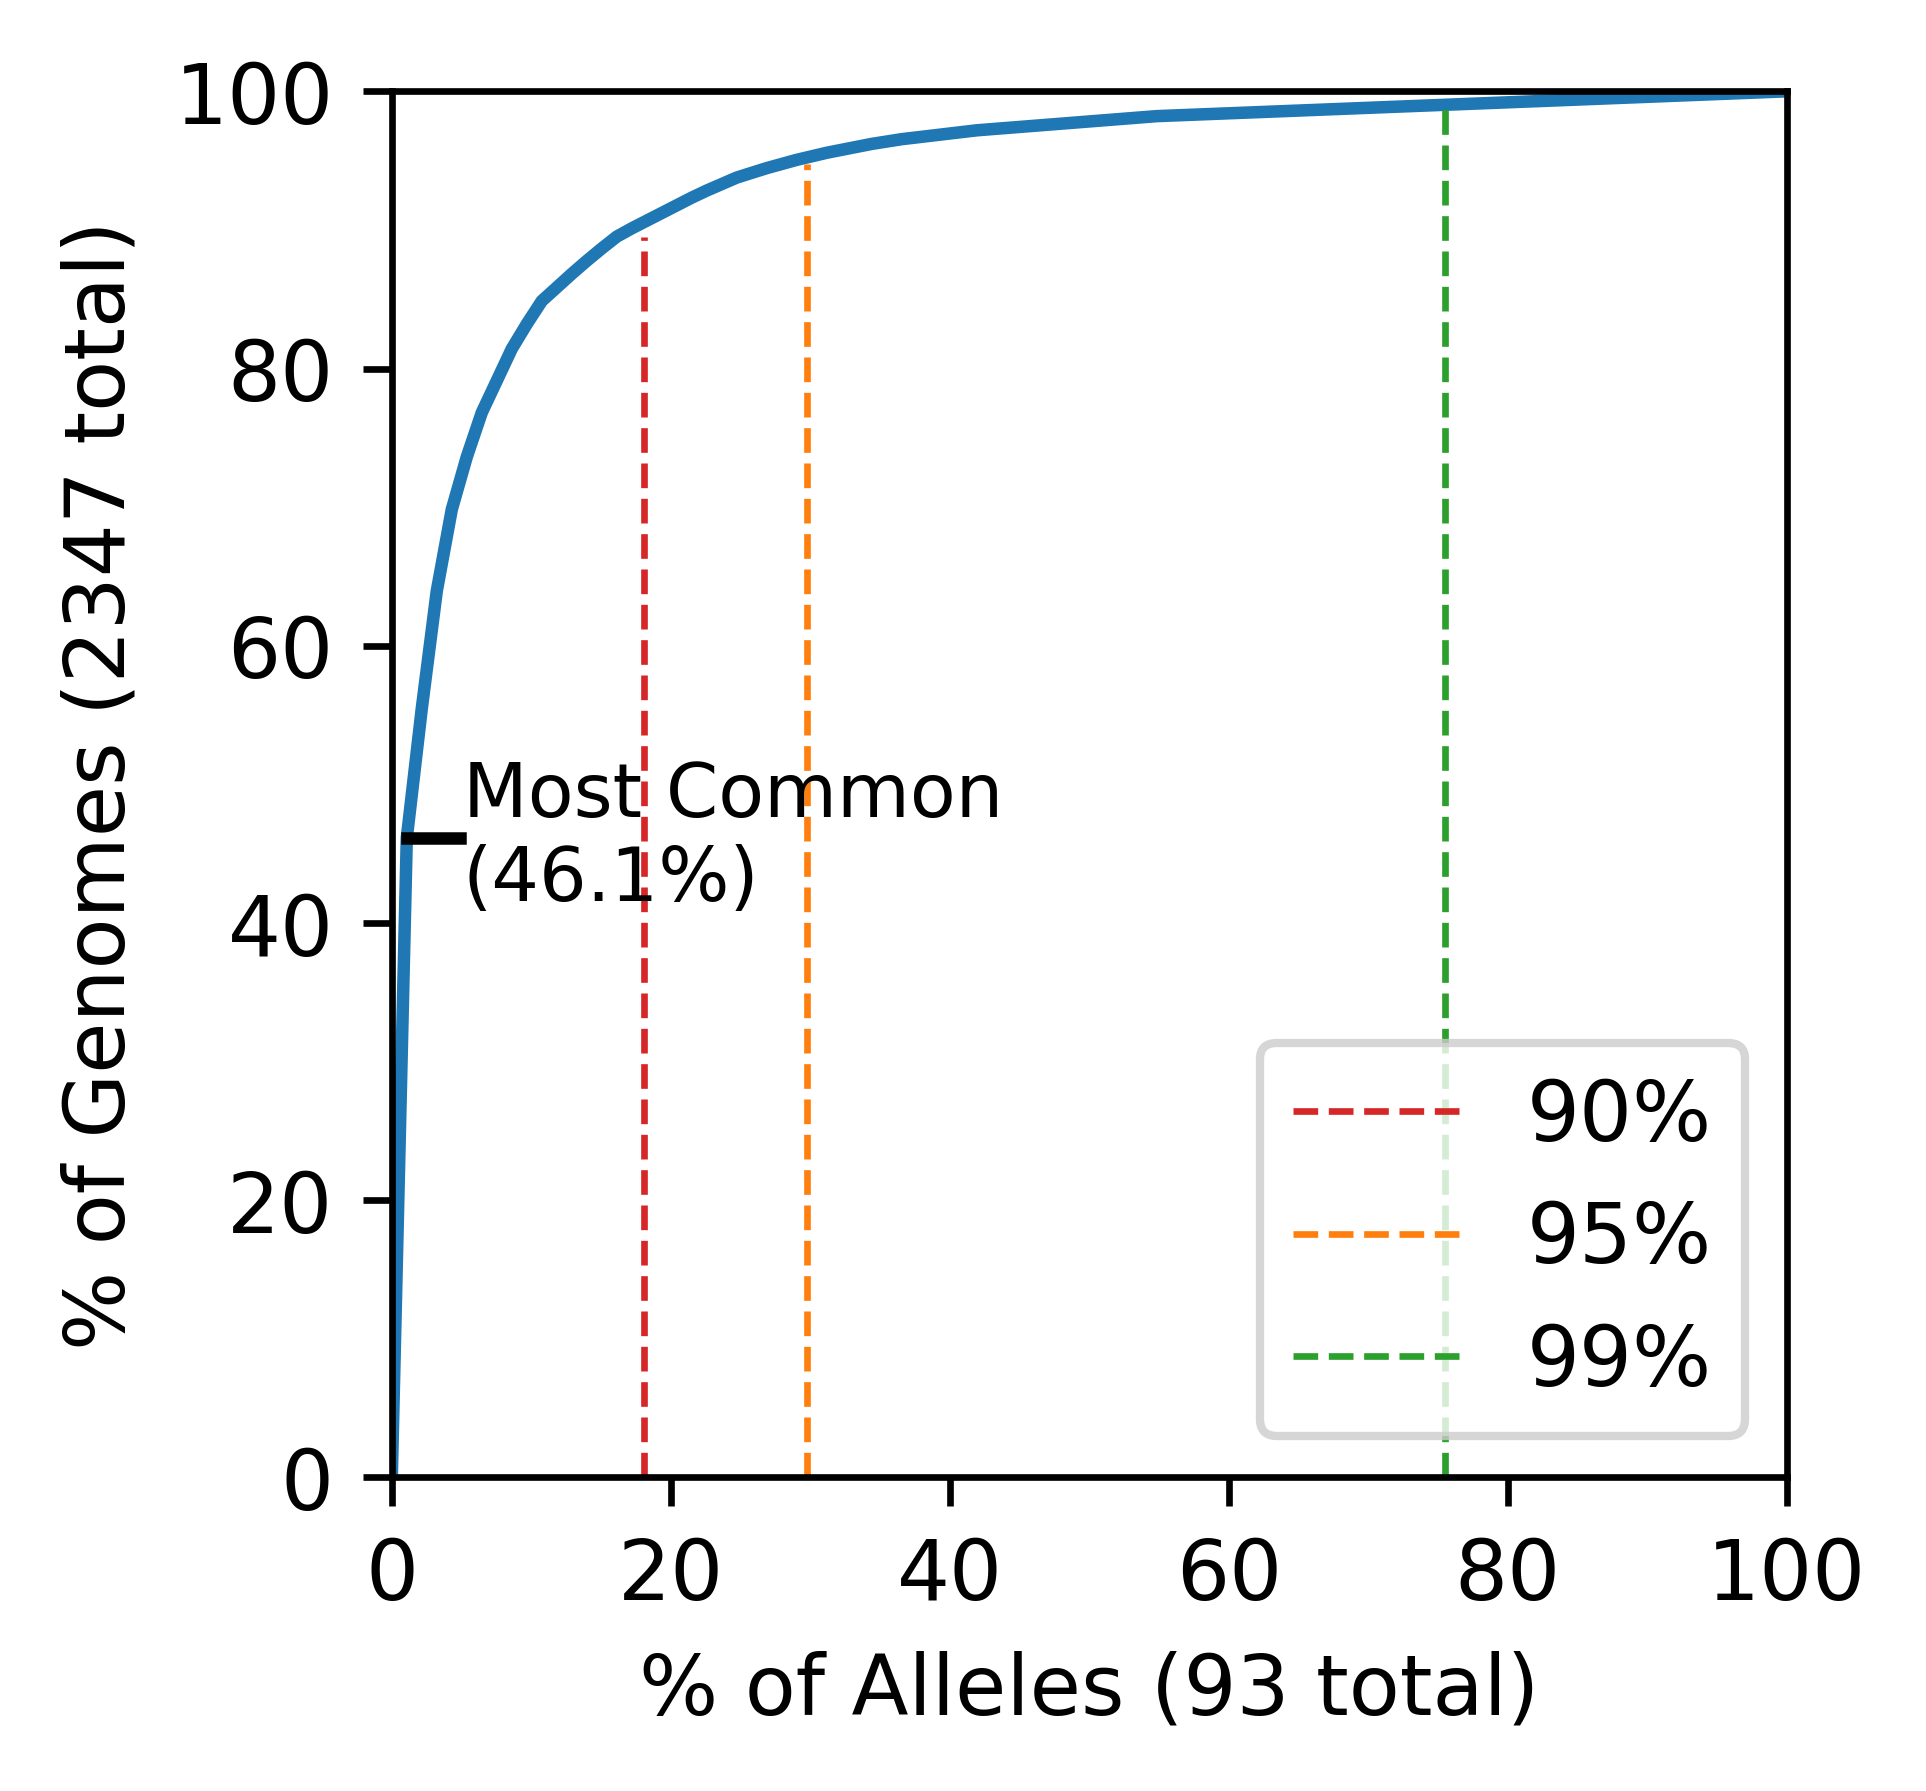 100
80
60
40
20
0
% of Genomes (2347 total)
Most Common
(46.1%)
90%
95%
99%
0 20 40 60 80 100
% of Alleles (93 total)